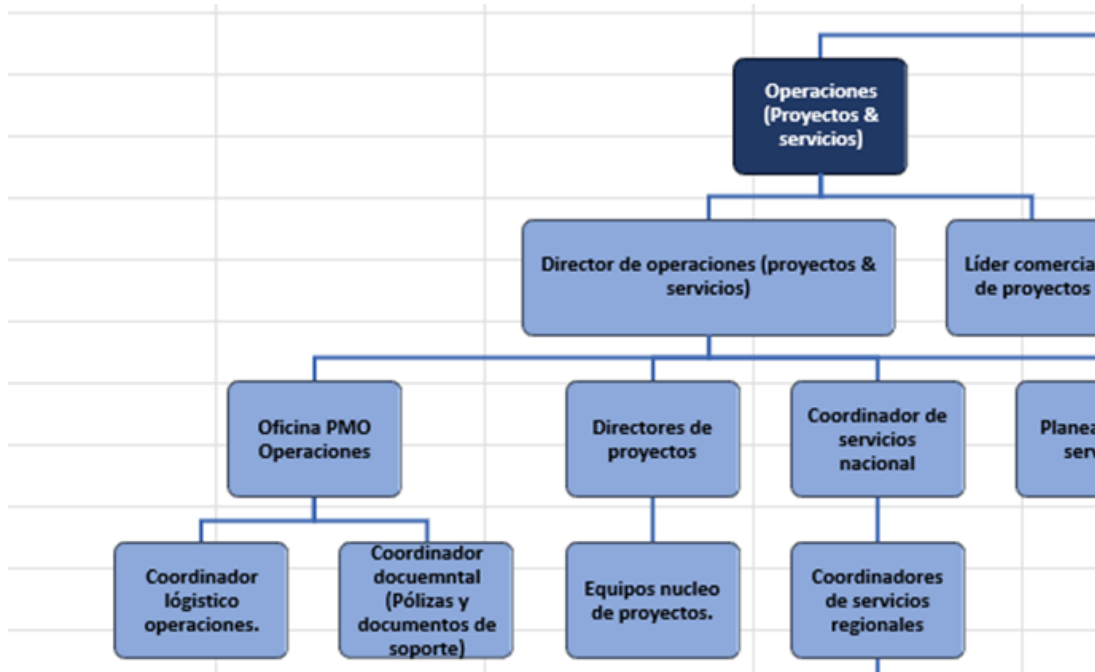 Operaciones
(Proyectos &
servicios)
Director de operaciones (proyectos &
servicios)
Líder comercia
de proyectos
Oficina PMO
Operaciones
Directores de
proyectos
Coordinador de
servicios
nacional
Planea
serv
Coordinador
lógistico
operaciones.
Coordinador
docuemntal
(Pólizas y
documentos de
soporte)
Equipos nucleo
de proyectos.
Coordinadores
de servicios
regionales